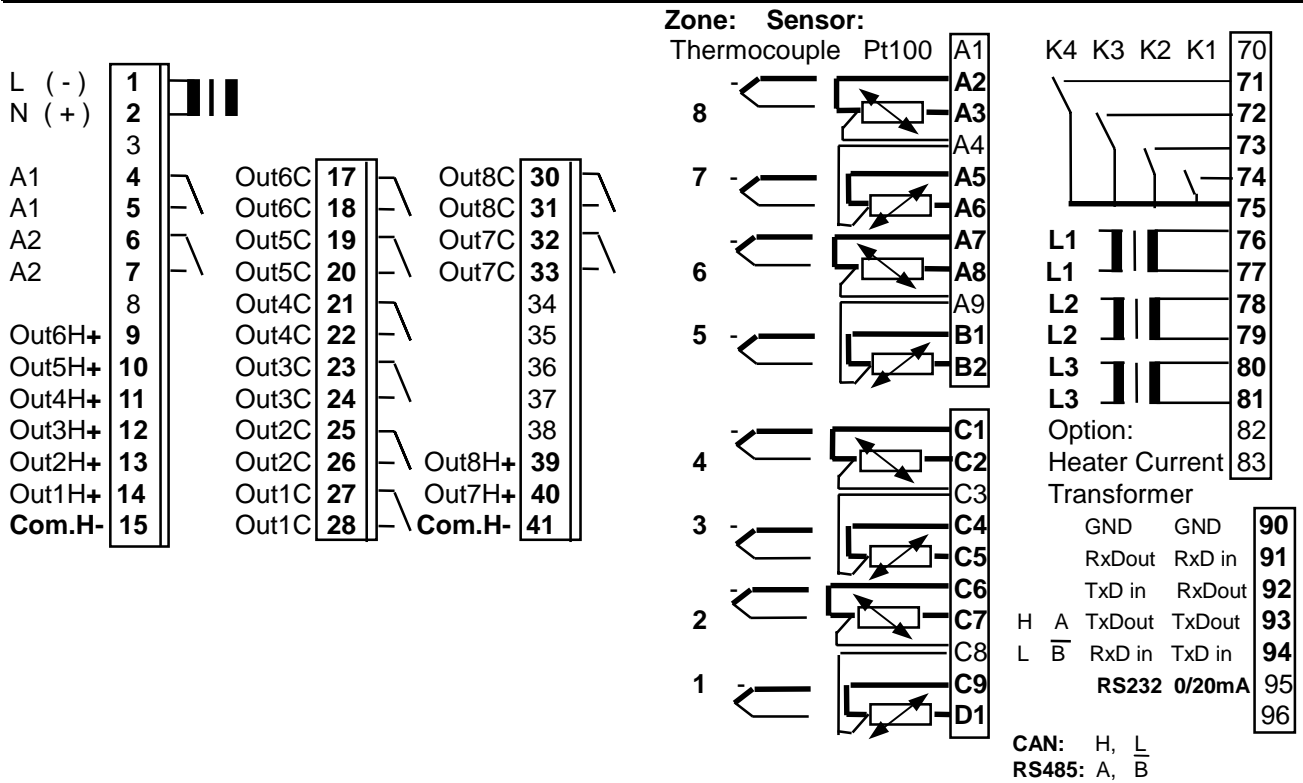 L ( - ) 1
N ( + ) 2
3
A1 4
A1 5
A2 6
A2 7
8
Out6H+ 9
Out5H+ 10
Out4H+ 11
Out3H+ 12
Out2H+ 13
Out1H+ 14
Com.H- 15
Out6C 17
Out6C 18
Out5C 19
Out5C 20
Out4C 21
Out4C 22
Out3C 23
Out3C 24
Out2C 25
Out2C 26
Out1C 27
Out1C 28
Out8C 30
Out8C 31
Out7C 32
Out7C 33
34
35
36
37
38
Out8H+ 39
Out7H+ 40
Com.H- 41
Zone: Sensor:
Thermocouple Pt100 A1
- A2
8 A3
A4
7 - A5
A6
- A7
6 A8
A9
5 - B1
B2
- C1
4 C2
C3
3 - C4
C5
- C6
2 C7
C8
1 - C9
D1
K4 K3 K2 K1 70
71
72
73
74
75
L1 76
L1 77
L2 78
L2 79
L3 80
L3 81
Option: 82
Heater Current 83
Transformer
GND GND 90
RxDout RxD in 91
TxD in RxDout 92
H A TxDout TxDout 93
L B̅ RxD in TxD in 94
RS232 0/20mA 95
96
CAN: H, L
RS485: A, B̅